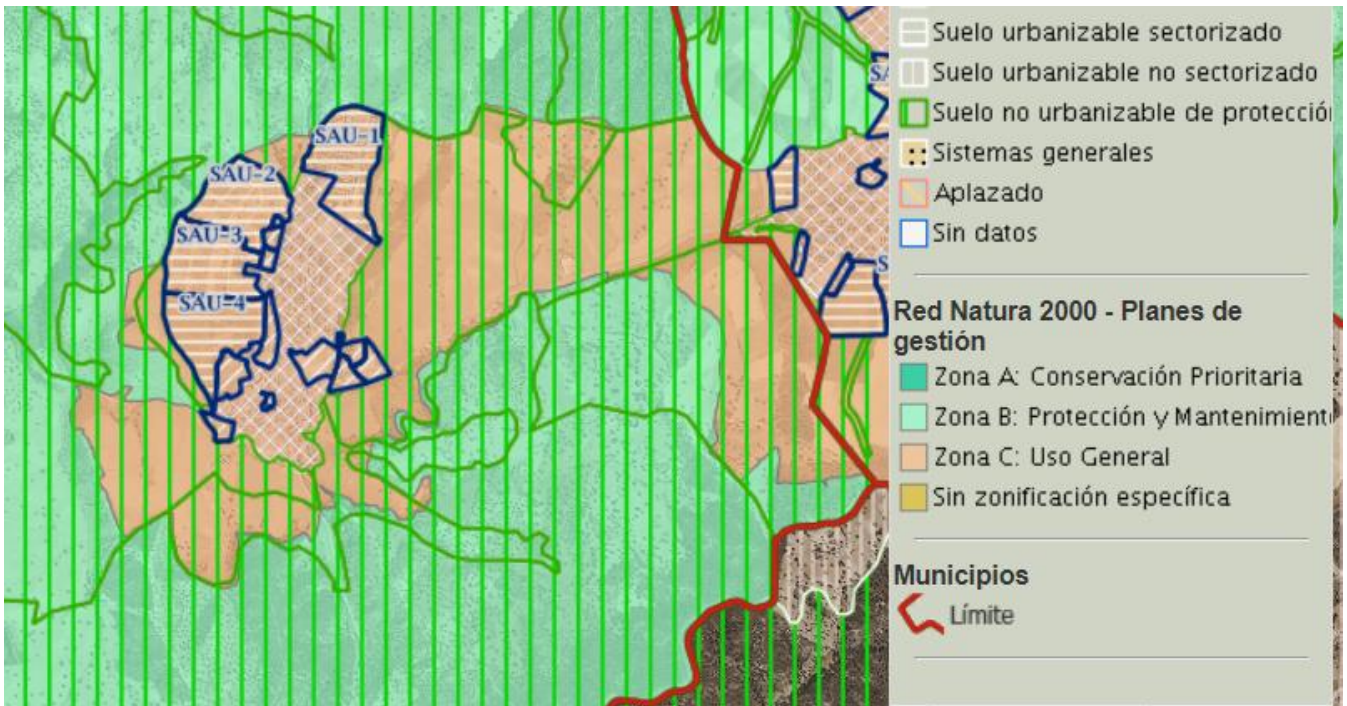 SAU-1
SAU-2
SAU-3
SAU-4
SA
S
Suelo urbanizable sectorizado
Suelo urbanizable no sectorizado
Suelo no urbanizable de protecció
Sistemas generales
Aplazado
Sin datos
Red Natura 2000 - Planes de
gestión
Zona A: Conservación Prioritaria
Zona B: Protección y Mantenimient
Zona C: Uso General
Sin zonificación específica
Municipios
Límite